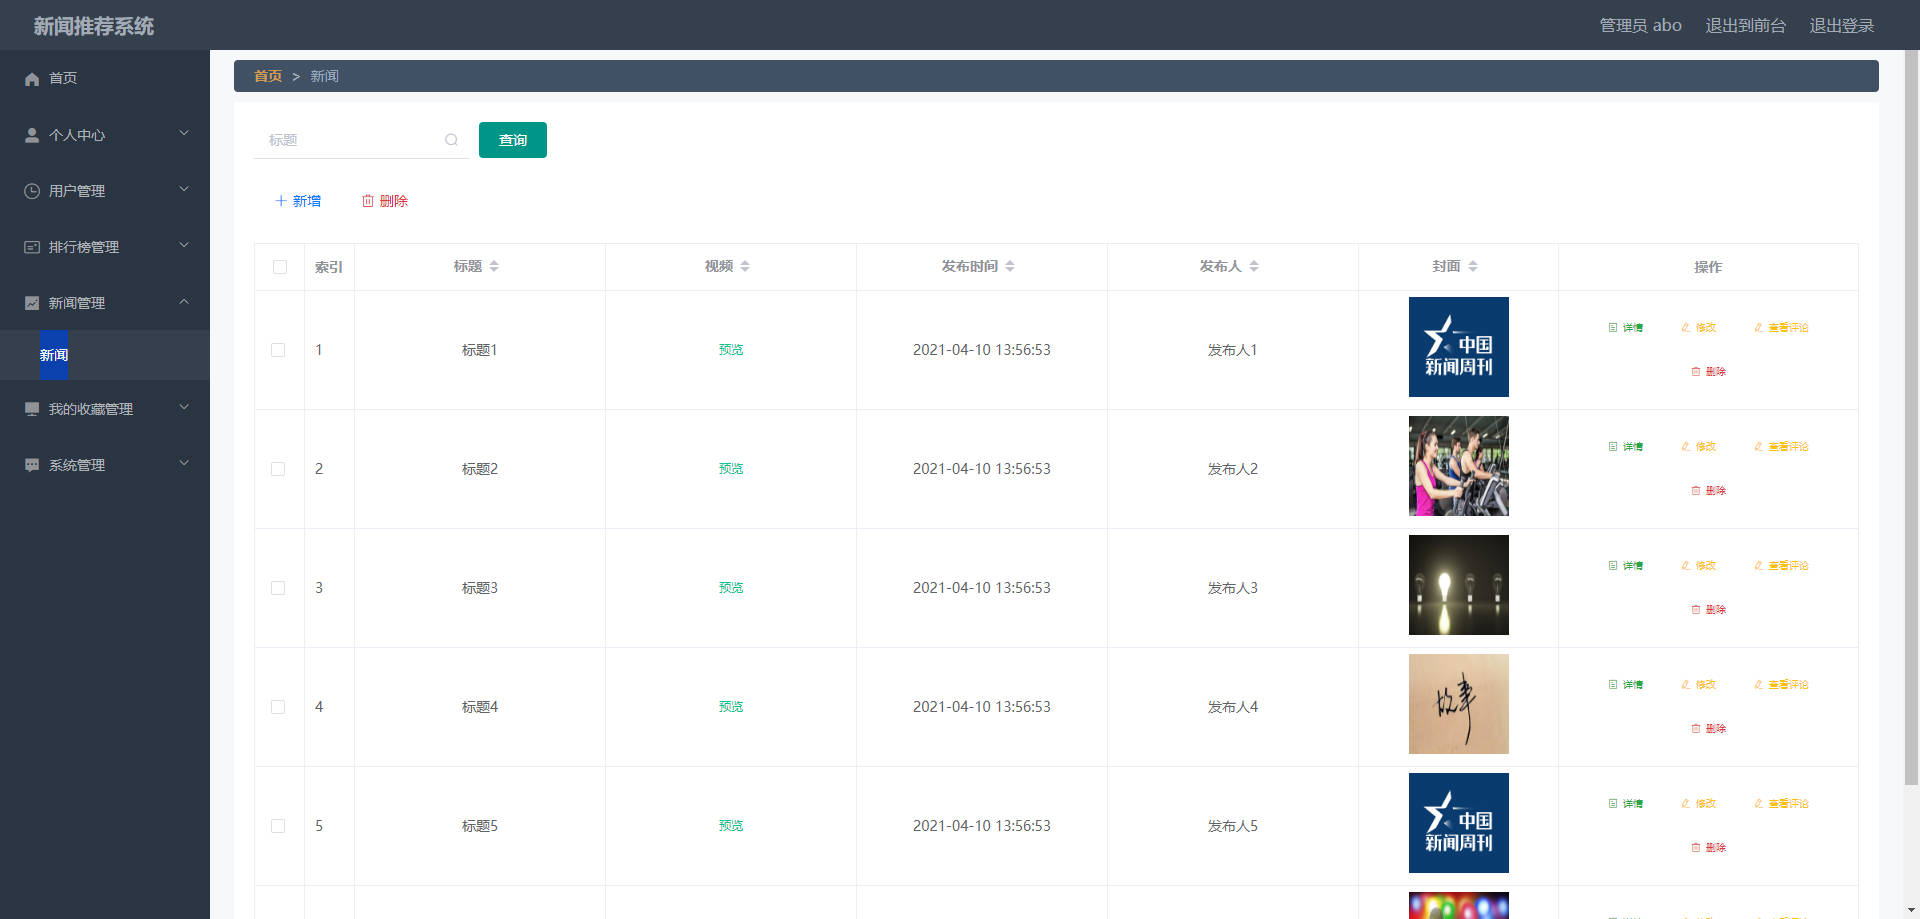 新闻推荐系统
管理员 abo 退出到前台 退出登录
首页
个人中心
用户管理
排行榜管理
新闻管理
新闻
我的收藏管理
系统管理
首页 > 新闻
标题 查询
新增 删除
索引 标题 视频 发布时间 发布人 封面 操作
1 标题1 预览 2021-04-10 13:56:53 发布人1
中国
新闻周刊
详情 修改 查看评论
删除
2 标题2 预览 2021-04-10 13:56:53 发布人2
详情 修改 查看评论
删除
3 标题3 预览 2021-04-10 13:56:53 发布人3
详情 修改 查看评论
删除
4 标题4 预览 2021-04-10 13:56:53 发布人4
故事
详情 修改 查看评论
删除
5 标题5 预览 2021-04-10 13:56:53 发布人5
中国
新闻周刊
详情 修改 查看评论
删除